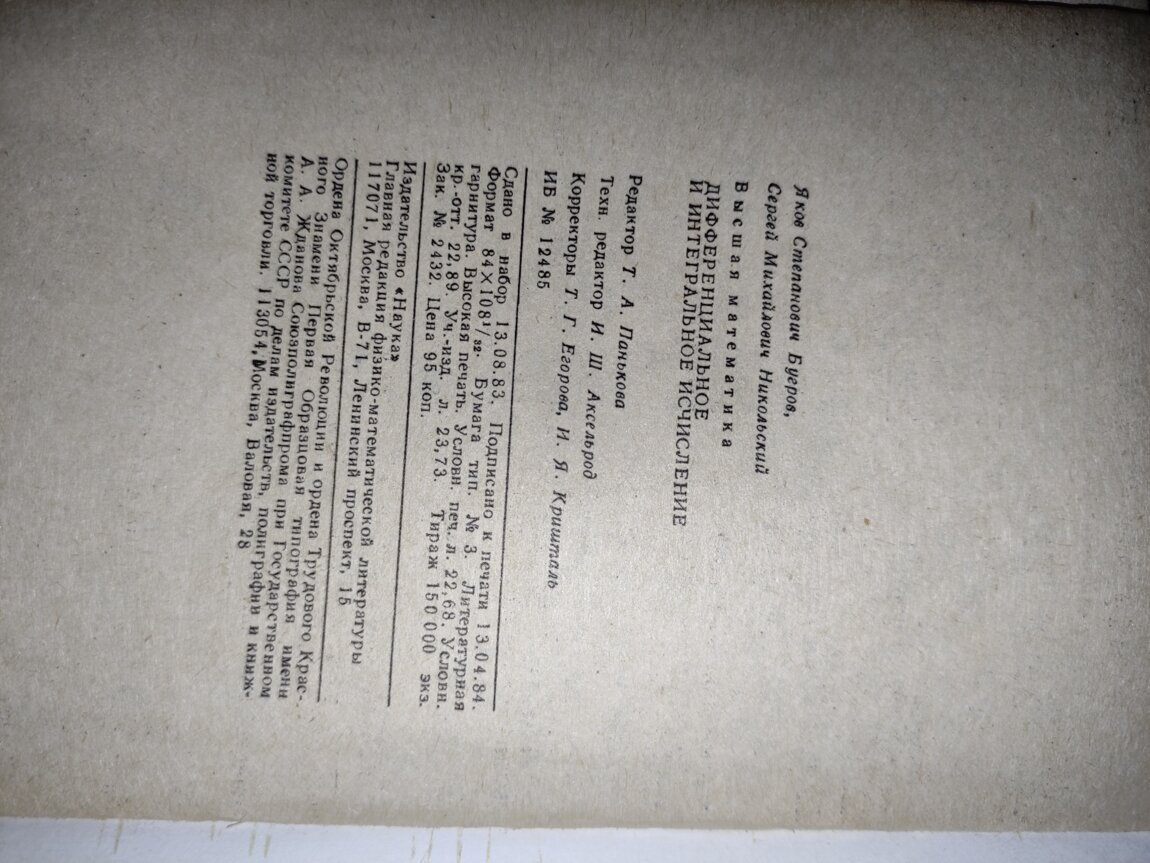 Яков Степанович Бугров,
Сергей Михайлович Никольский
Высшая математика
ДИФФЕРЕНЦИАЛЬНОЕ
И ИНТЕГРАЛЬНОЕ ИСЧИСЛЕНИЕ
Редактор Т. А. Панькова
Техн. редактор И. Ш. Аксельрод
Корректоры Т. Г. Егорова, И. Я. Кришталь
ИБ № 12485
Сдано в набор 13.08.83. Подписано к печати 13.04.84.
Формат 84×108¹/₃₂. Бумага тип. № 3. Литературная
гарнитура. Высокая печать. Условн. печ. л. 22,68. Условн.
кр.-отт. 22,89. Уч.-изд. л. 23,73. Тираж 150 000 экз.
Зак. № 2432. Цена 95 коп.
Издательство «Наука»
Главная редакция физико-математической литературы
117071, Москва, В-71, Ленинский проспект, 15
Ордена Октябрьской Революции и ордена Трудового Крас-
ного Знамени Первая Образцовая типография имени
А. А. Жданова Союзполиграфпрома при Государственном
комитете СССР по делам издательств, полиграфии и книж-
ной торговли. 113054, Москва, Валовая, 28